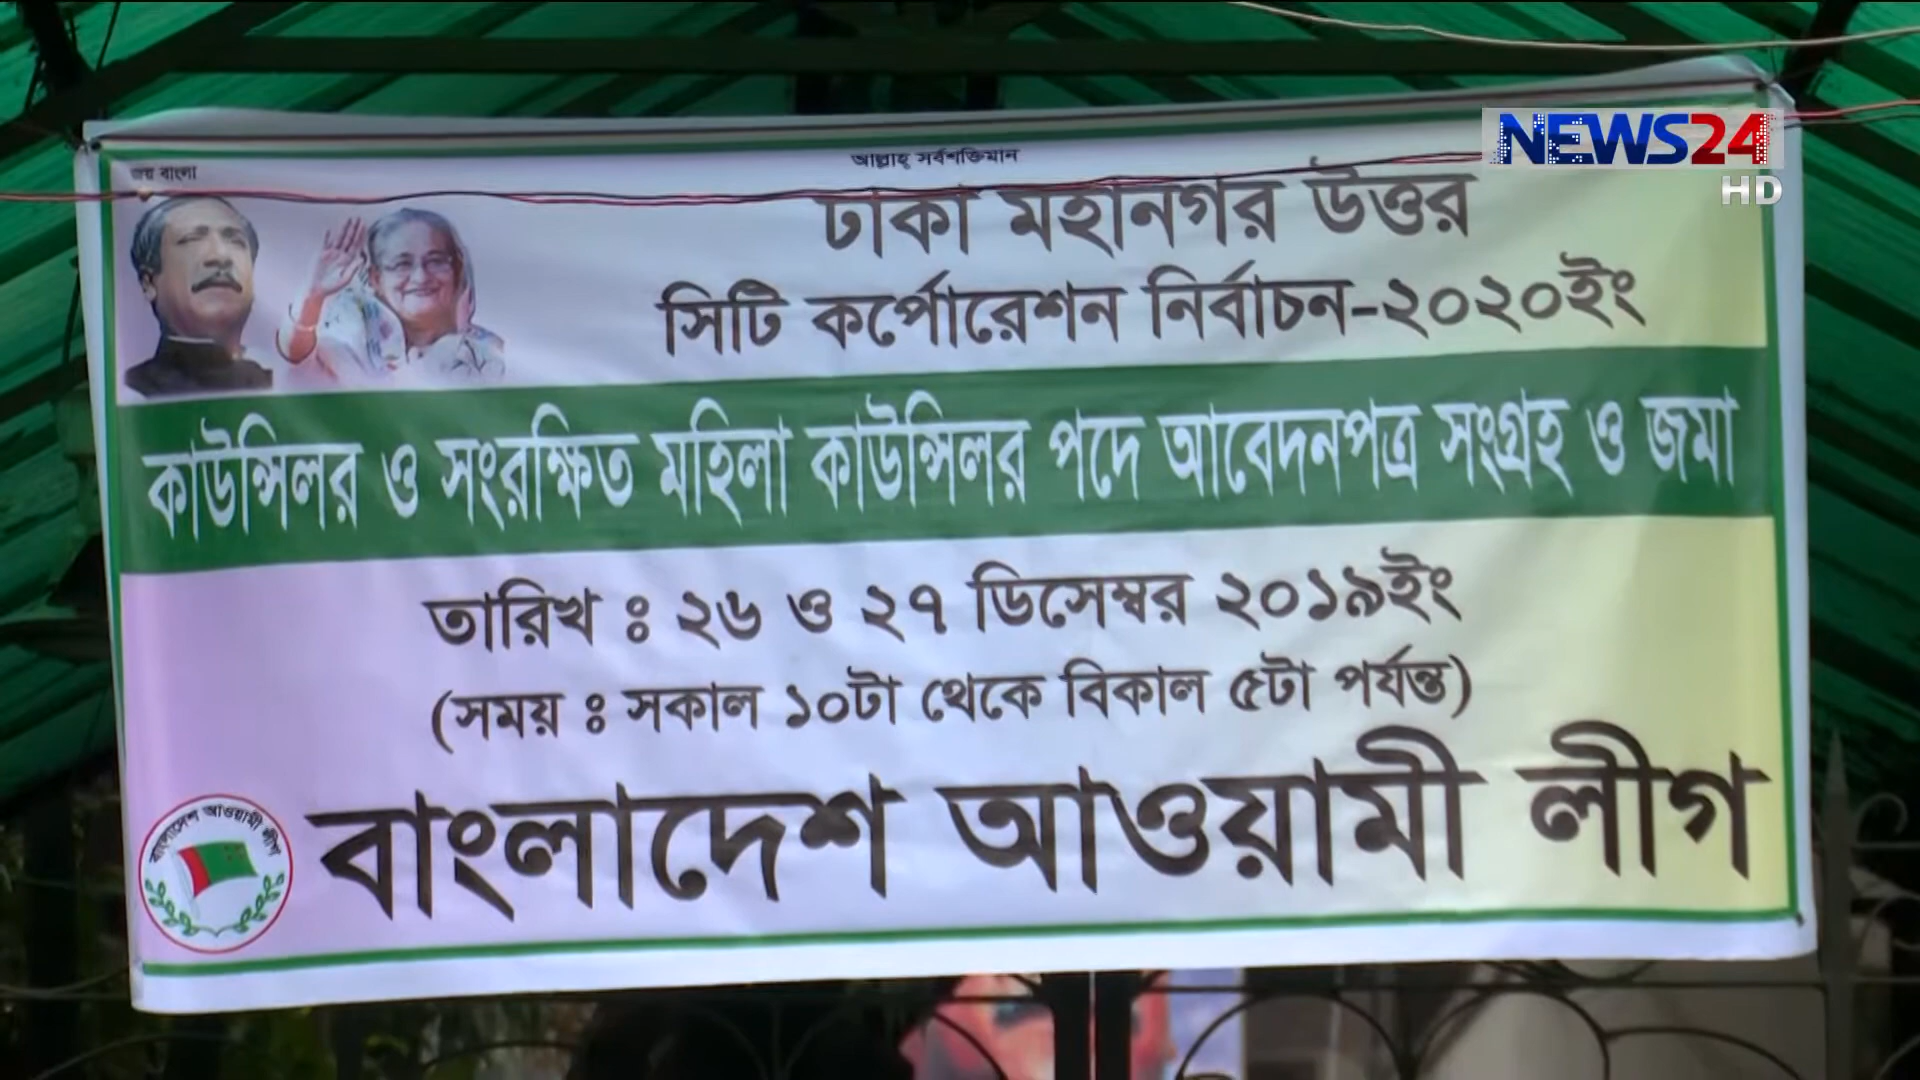 আল্লাহ্ সর্বশক্তিমান
জয় বাংলা
NEWS24
HD
ঢাকা মহানগর উত্তর
সিটি কর্পোরেশন নির্বাচন-২০২০ইং
কাউন্সিলর ও সংরক্ষিত মহিলা কাউন্সিলর পদে আবেদনপত্র সংগ্রহ ও জমা
তারিখ ঃ ২৬ ও ২৭ ডিসেম্বর ২০১৯ইং
(সময় ঃ সকাল ১০টা থেকে বিকাল ৫টা পর্যন্ত)
বাংলাদেশ আওয়ামী লীগ
বাংলাদেশ আওয়ামী লীগ